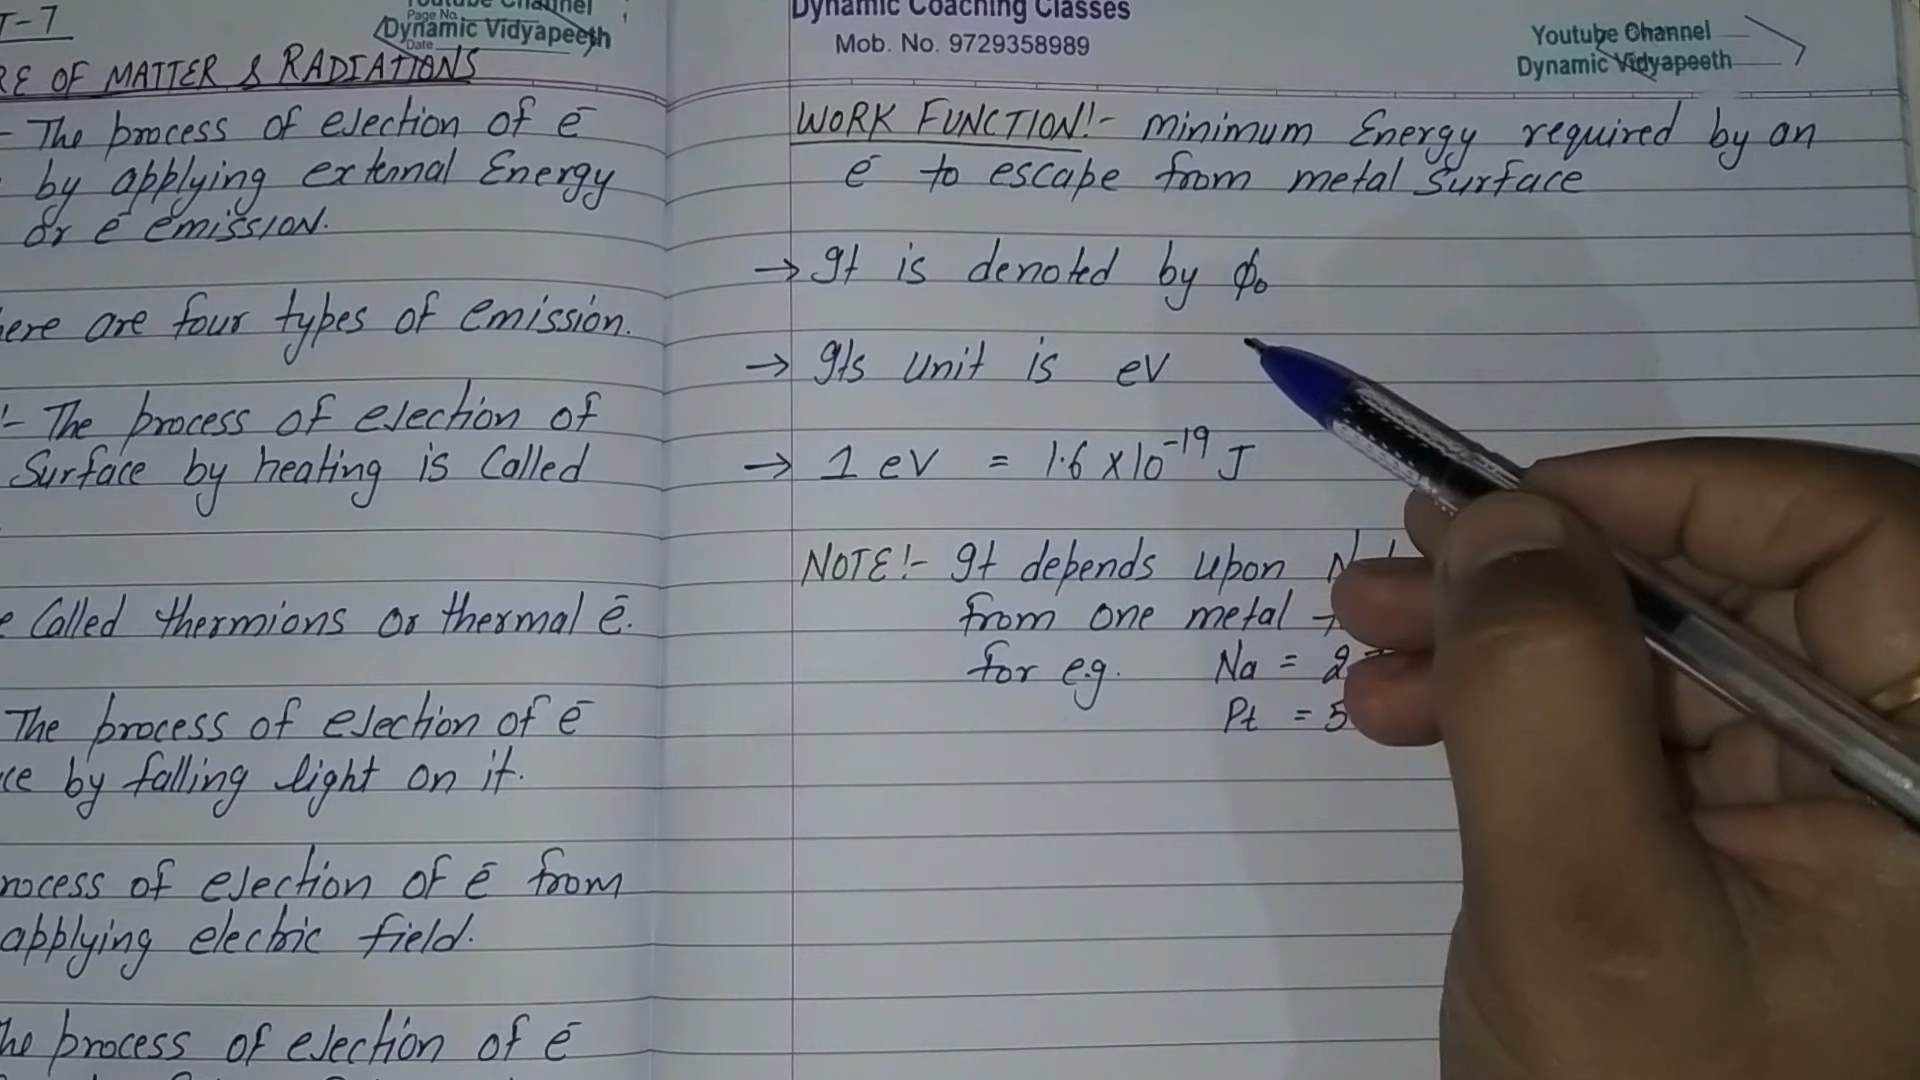 T-7
Youtube Channel
Page No.
Dynamic Vidyapeeth
Date
RE OF MATTER & RADIATIONS
- The process of ejection of e̅
by applying external Energy
or e̅ emission.
ere are four types of emission.
!- The process of ejection of
Surface by heating is Called
e Called thermions or thermal e̅.
The process of ejection of e̅
ce by falling light on it.
rocess of ejection of e̅ from
applying electric field.
he process of ejection of e̅
Dynamic Coaching Classes
Mob. No. 9729358989
Youtube Channel
Dynamic Vidyapeeth
WORK FUNCTION!- minimum Energy required by an
e̅ to escape from metal Surface
→ It is denoted by ϕ₀
→ Its Unit is eV
→ 1 eV = 1.6 x 10⁻¹⁹ J
NOTE!- It depends upon
from one metal
for e.g. Na = 2
Pt = 5